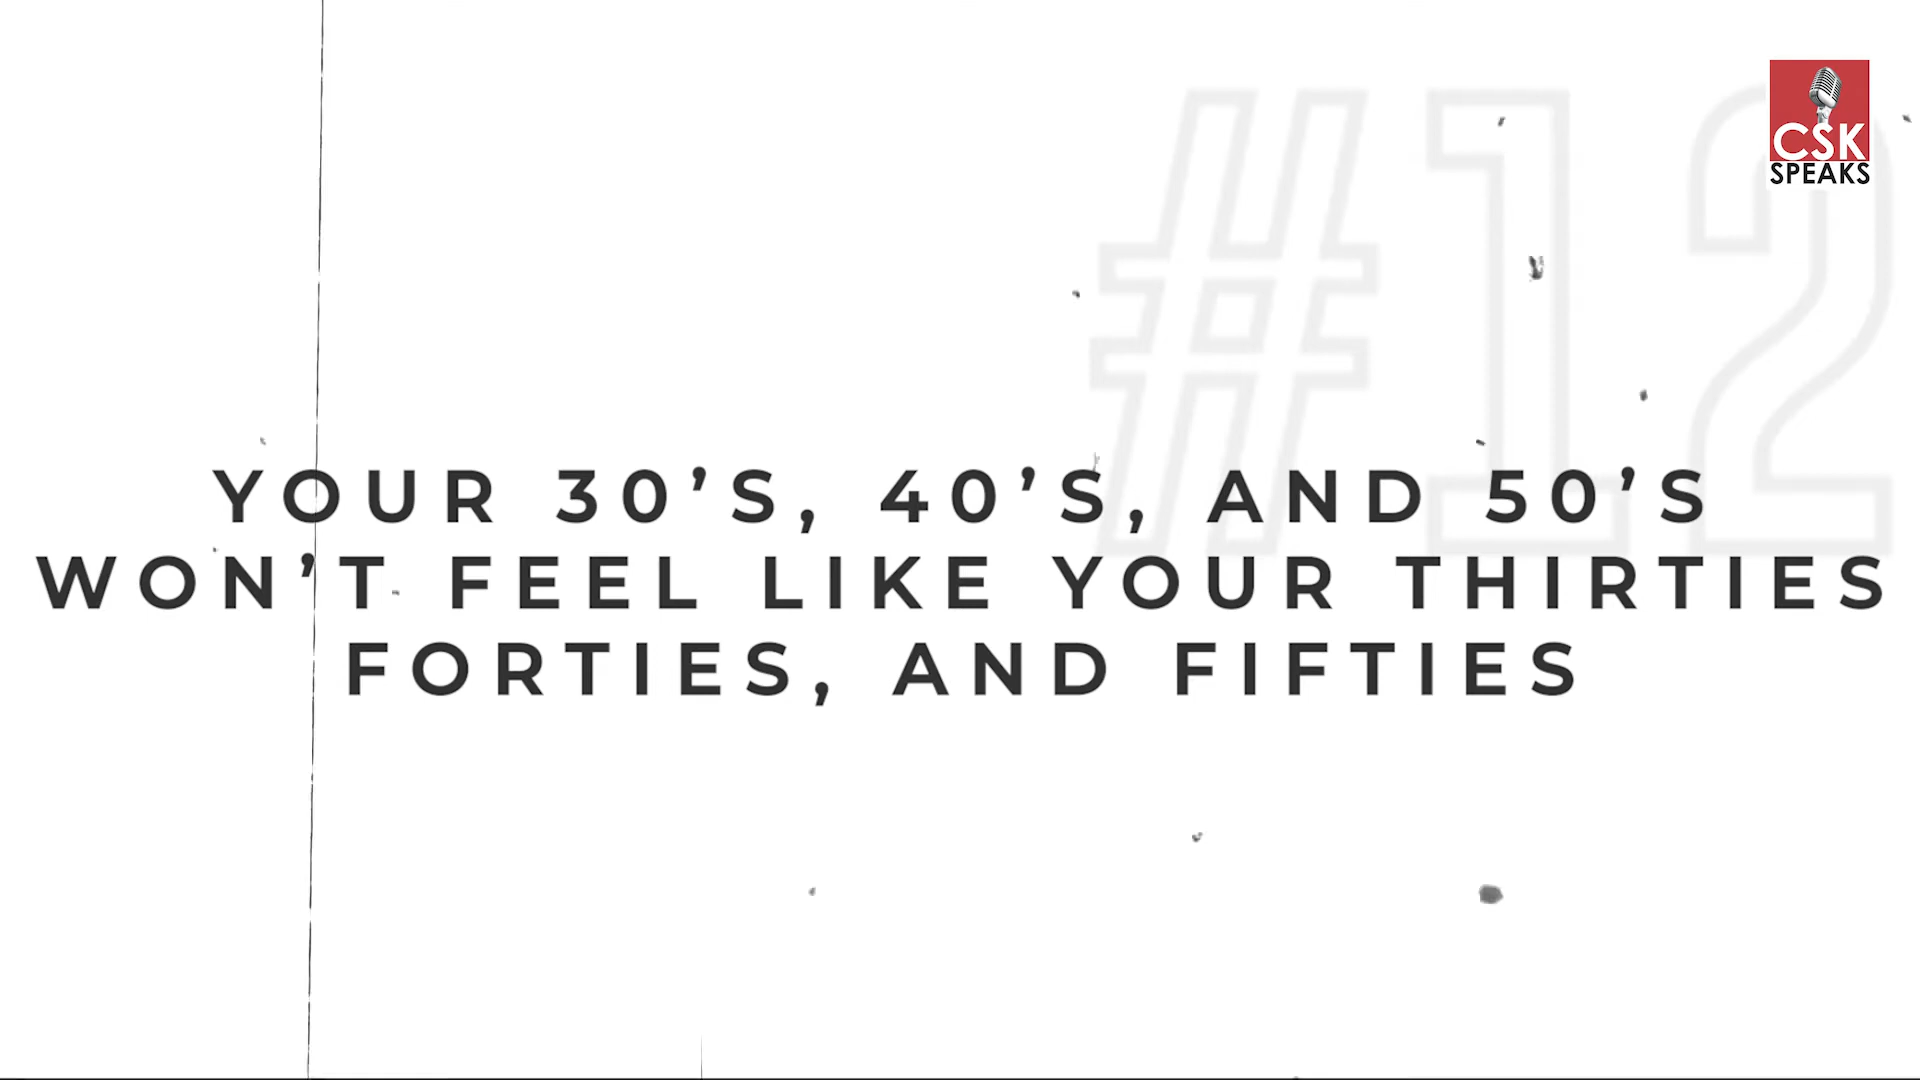 #12
CSK
SPEAKS
YOUR 30’S, 40’S, AND 50’S
WON’T FEEL LIKE YOUR THIRTIES
FORTIES, AND FIFTIES